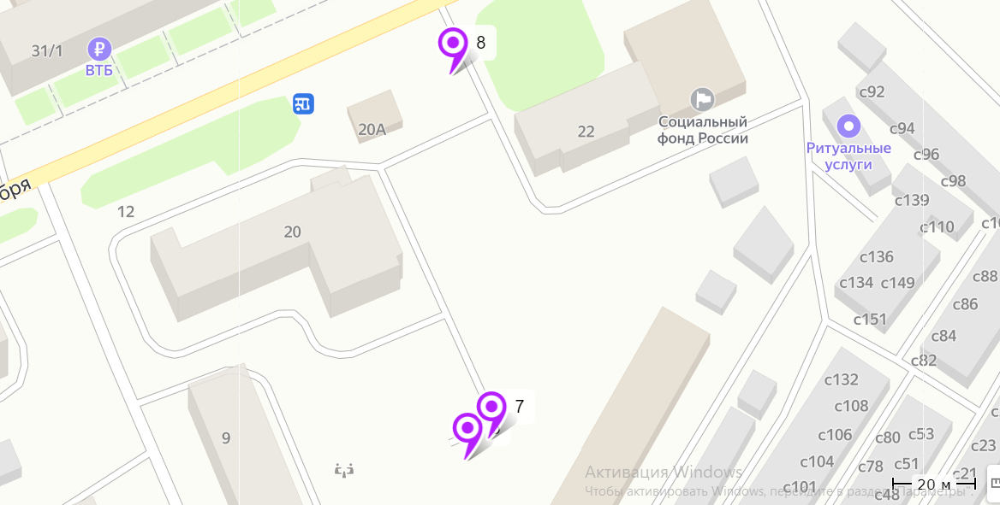 8
31/1
ВТБ
20А
22
Социальный
фонд России
с92
с94
с96
с98
Ритуальные
услуги
бря
12
20
с139
с110
с136
с134
с149
с151
с88
с86
с84
с82
с132
с108
с106
с104
с101
с80
с53
с78
с51
с48
с23
с21
7
9
Активация Windows
Чтобы активировать Windows, перейдите в раздел "Параметры".
20 м